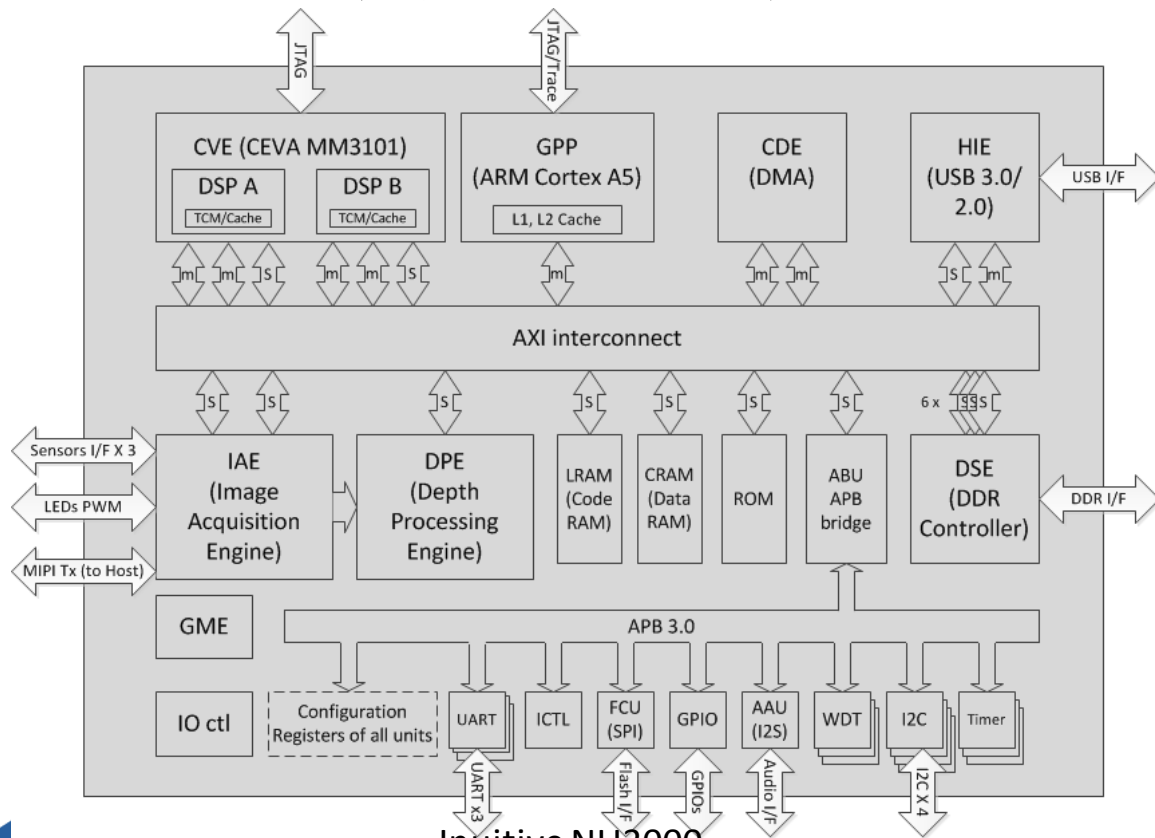 JTAG
JTAG/Trace
CVE (CEVA MM3101)
DSP A
TCM/Cache
DSP B
TCM/Cache
GPP
(ARM Cortex A5)
L1, L2 Cache
CDE
(DMA)
HIE
(USB 3.0/
2.0)
USB I/F
m
m
S
m
m
S
m
m
m
S
m
AXI interconnect
S
S
S
S
S
S
S
6 x
S
S
S
Sensors I/F X 3
LEDs PWM
MIPI Tx (to Host)
IAE
(Image
Acquisition
Engine)
DPE
(Depth
Processing
Engine)
LRAM
(Code
RAM)
CRAM
(Data
RAM)
ROM
ABU
APB
bridge
DSE
(DDR
Controller)
DDR I/F
GME
APB 3.0
IO ctl
Configuration
Registers of all units
UART
ICTL
FCU
(SPI)
GPIO
AAU
(I2S)
WDT
I2C
Timer
UART x3
Flash I/F
GPIOs
Audio I/F
I2C X 4